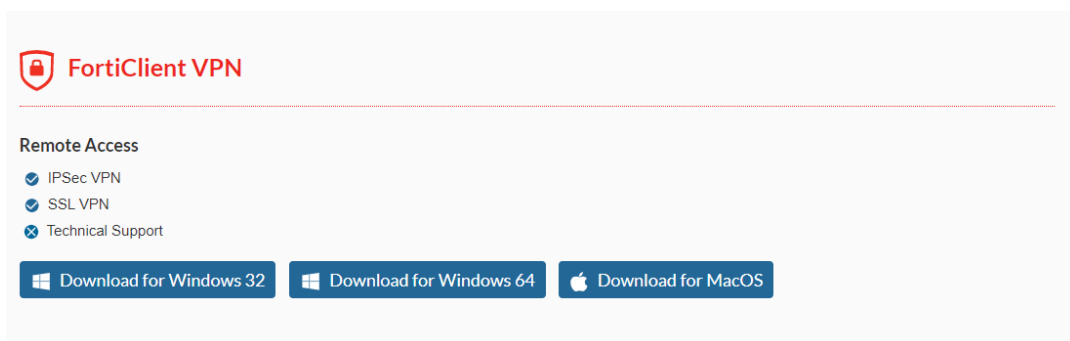 FortiClient VPN
Remote Access
IPSec VPN
SSL VPN
Technical Support
Download for Windows 32
Download for Windows 64
Download for MacOS